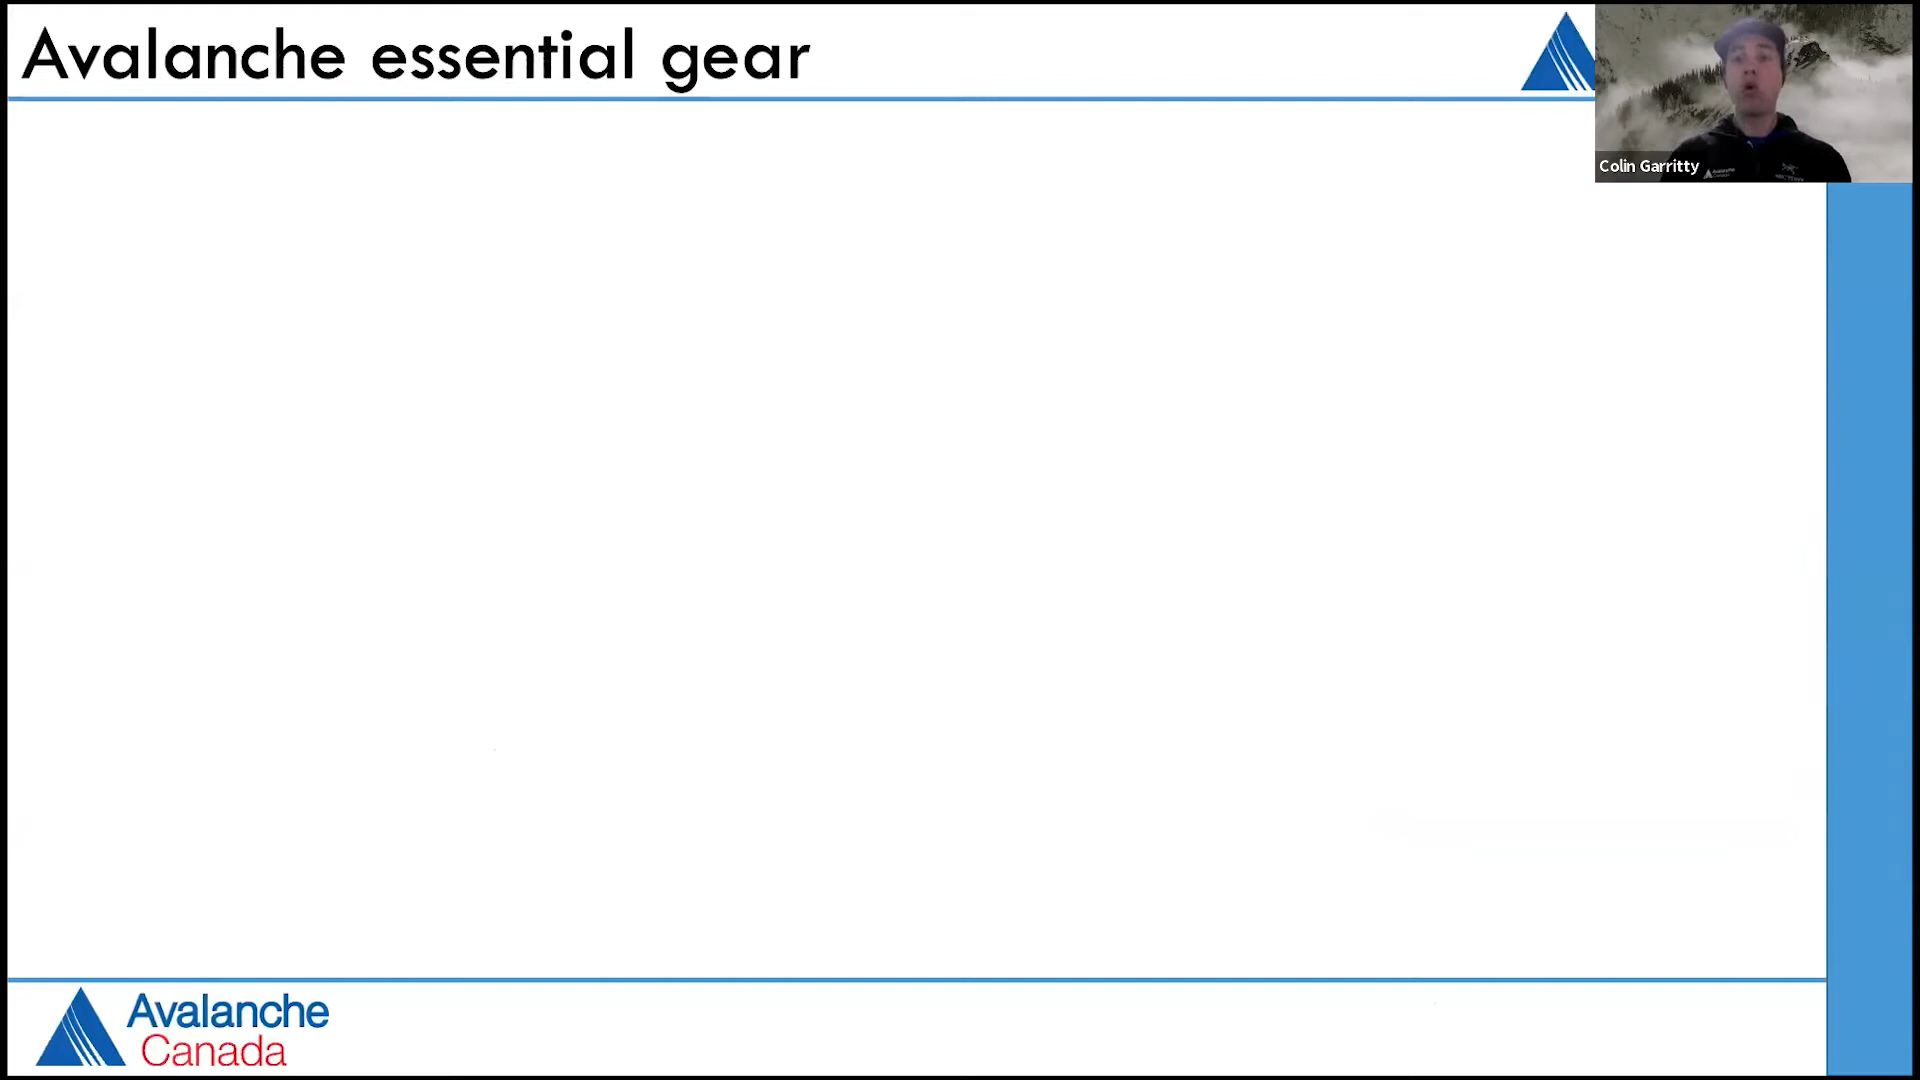 Avalanche essential gear
Colin Garritty
Avalanche
Canada